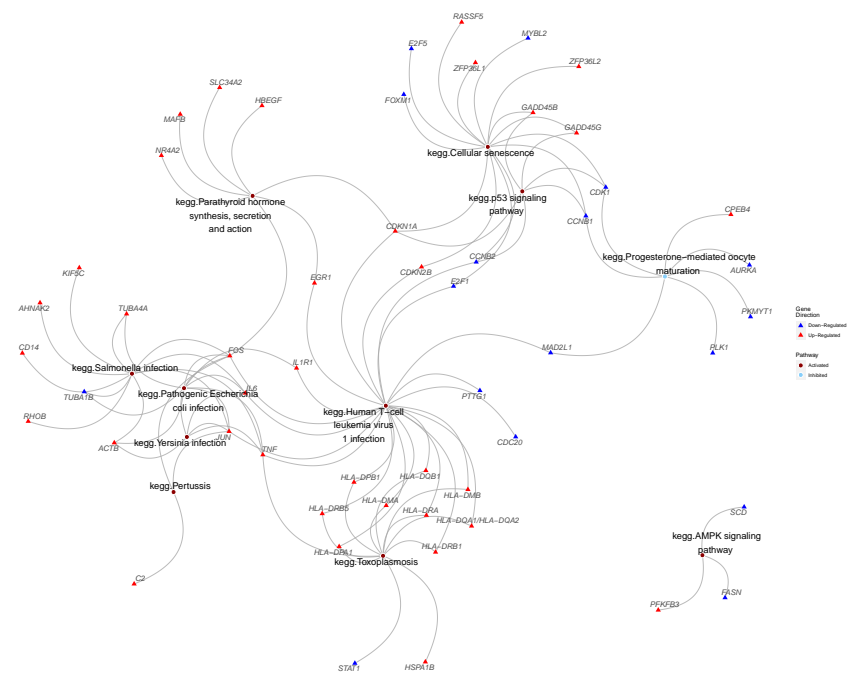 RASSF5
E2F5
MYBL2
ZFP36L1
ZFP36L2
SLC34A2
HBEGF
FOXM1
GADD45B
MAFB
GADD45G
NR4A2
kegg.Cellular senescence
CDK1
kegg.p53 signaling
pathway
kegg.Parathyroid hormone
synthesis, secretion
and action
CPEB4
CCNB1
CDKN1A
kegg.Progesterone−mediated oocyte
maturation
CCNB2
AURKA
CDKN2B
KIF5C
EGR1
E2F1
AHNAK2
TUBA4A
PKMYT1
CD14
FOS
MAD2L1
PLK1
kegg.Salmonella infection
IL1R1
TUBA1B
kegg.Pathogenic Escherichia
coli infection
IL6
PTTG1
RHOB
kegg.Human T−cell
leukemia virus
1 infection
ACTB
kegg.Yersinia infection
JUN
TNF
CDC20
kegg.Pertussis
HLA−DPB1
HLA−DQB1
HLA−DMB
HLA−DMA
HLA−DRB5
HLA−DRA
HLA−DQA1/HLA−DQA2
SCD
HLA−DPA1
HLA−DRB1
kegg.Toxoplasmosis
kegg.AMPK signaling
pathway
C2
PFKFB3
FASN
STAT1
HSPA1B
Gene
Direction
Down−Regulated
Up−Regulated
Pathway
Activated
Inhibited